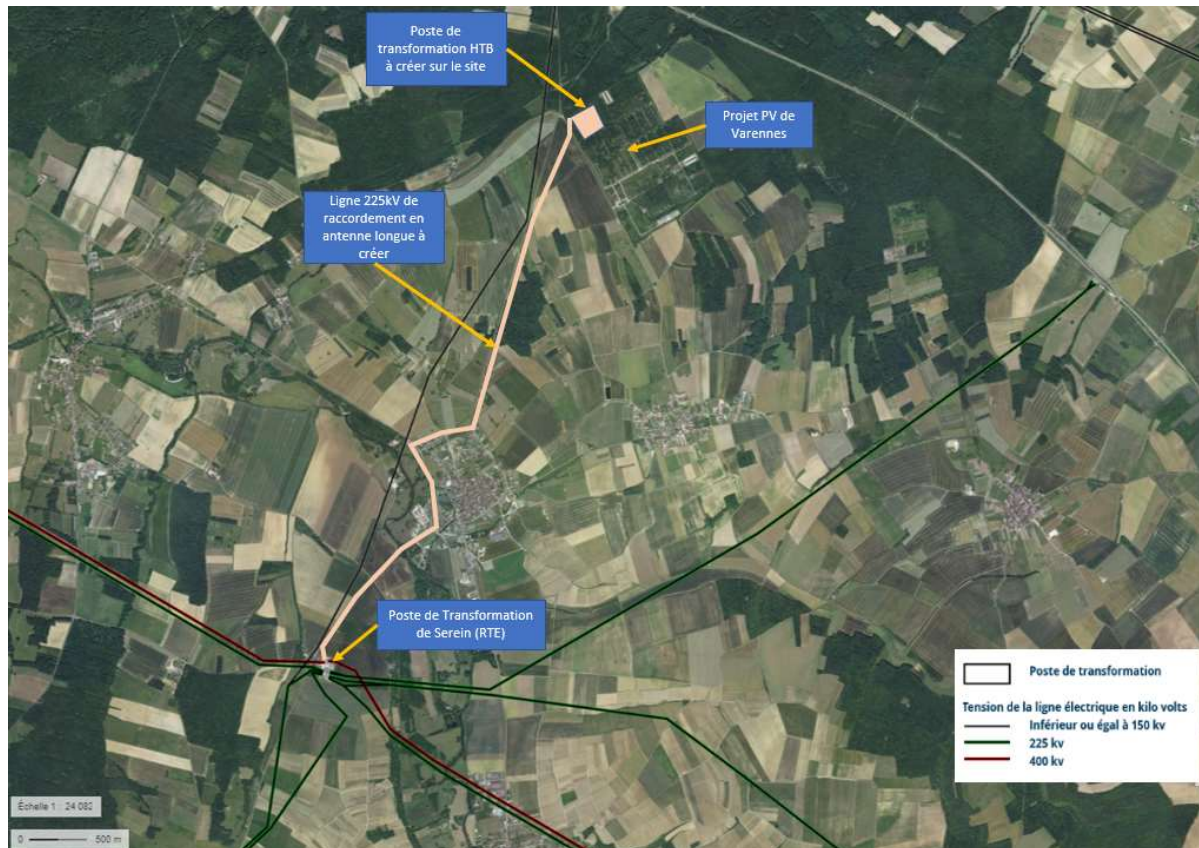 Poste de
transformation HTB
à créer sur le site
Projet PV de
Varennes
Ligne 225kV de
raccordement en
antenne longue à
créer
Poste de Transformation
de Serein (RTE)
Poste de transformation
Tension de la ligne électrique en kilo volts
Inférieur ou égal à 150 kv
225 kv
400 kv
Échelle 1 : 24 082
0 500 m